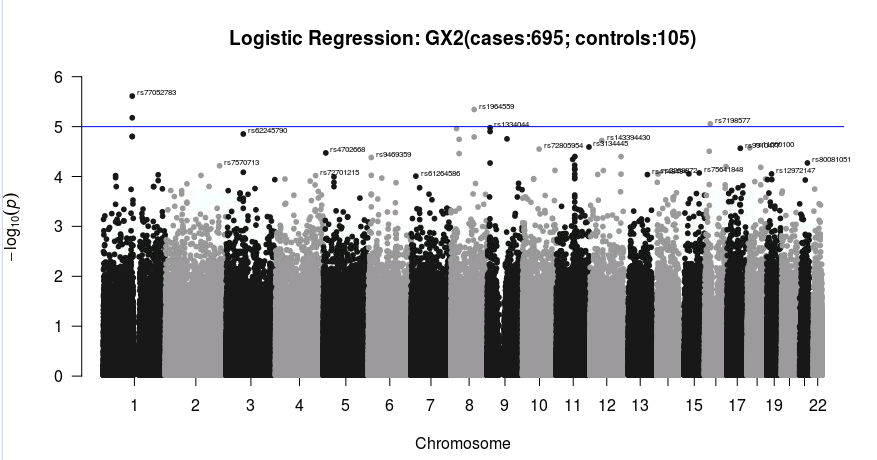 Logistic Regression: GX2(cases:695; controls:105)
6
rs77052783
rs1964559
rs7198577
5
rs1334044
rs62245790
rs143394430
rs3134445
rs72805954
rs4702668
rs9469359
rs7570713
rs80081051
4
rs72701215
rs61264586
rs75641848
rs12972147
3
2
1
0
−log10(p)
1 2 3 4 5 6 7 8 9 10 11 12 13 15 17 19 22
Chromosome